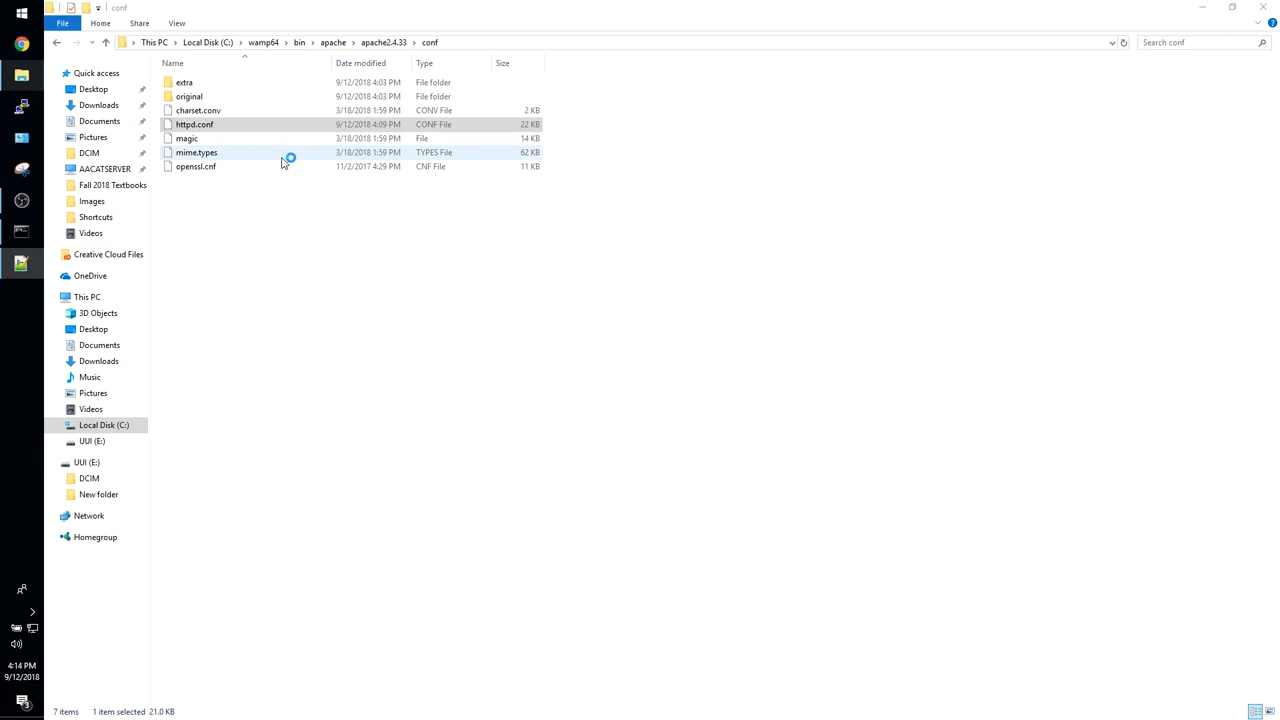 conf
File Home Share View
This PC Local Disk (C:) wamp64 bin apache apache2.4.33 conf Search conf
Name Date modified Type Size
extra 9/12/2018 4:03 PM File folder
original 9/12/2018 4:03 PM File folder
charset.conv 3/18/2018 1:59 PM CONV File 2 KB
httpd.conf 9/12/2018 4:09 PM CONF File 22 KB
magic 3/18/2018 1:59 PM File 14 KB
mime.types 3/18/2018 1:59 PM TYPES File 62 KB
openssl.cnf 11/2/2017 4:29 PM CNF File 11 KB
Quick access
Desktop
Downloads
Documents
Pictures
DCIM
AACATSERVER
Fall 2018 Textbooks
Images
Shortcuts
Videos
Creative Cloud Files
OneDrive
This PC
3D Objects
Desktop
Documents
Downloads
Music
Pictures
Videos
Local Disk (C:)
UUI (E:)
UUI (E:)
DCIM
New folder
Network
Homegroup
4:14 PM
9/12/2018
3
7 items 1 item selected 21.0 KB